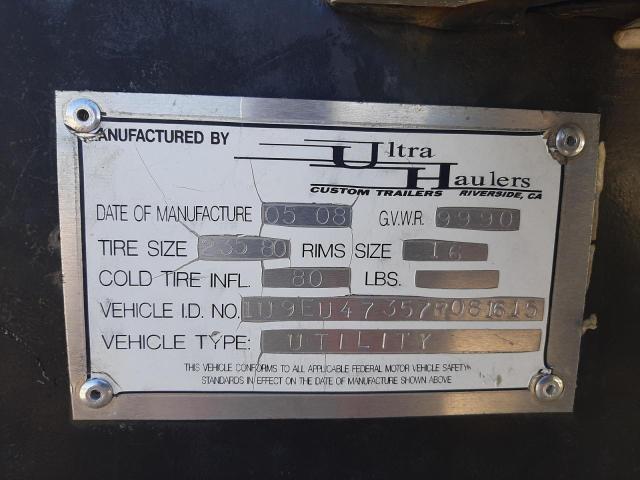 MANUFACTURED BY Ultra Haulers
CUSTOM TRAILERS RIVERSIDE, CA
DATE OF MANUFACTURE 05 08 G.V.W.R. 9990
TIRE SIZE 235 80 RIMS SIZE 16
COLD TIRE INFL. 80 LBS.
VEHICLE I.D. NO.
VEHICLE TYPE: UTILITY
THIS VEHICLE CONFORMS TO ALL APPLICABLE FEDERAL MOTOR VEHICLE SAFETY
STANDARDS IN EFFECT ON THE DATE OF MANUFACTURE SHOWN ABOVE